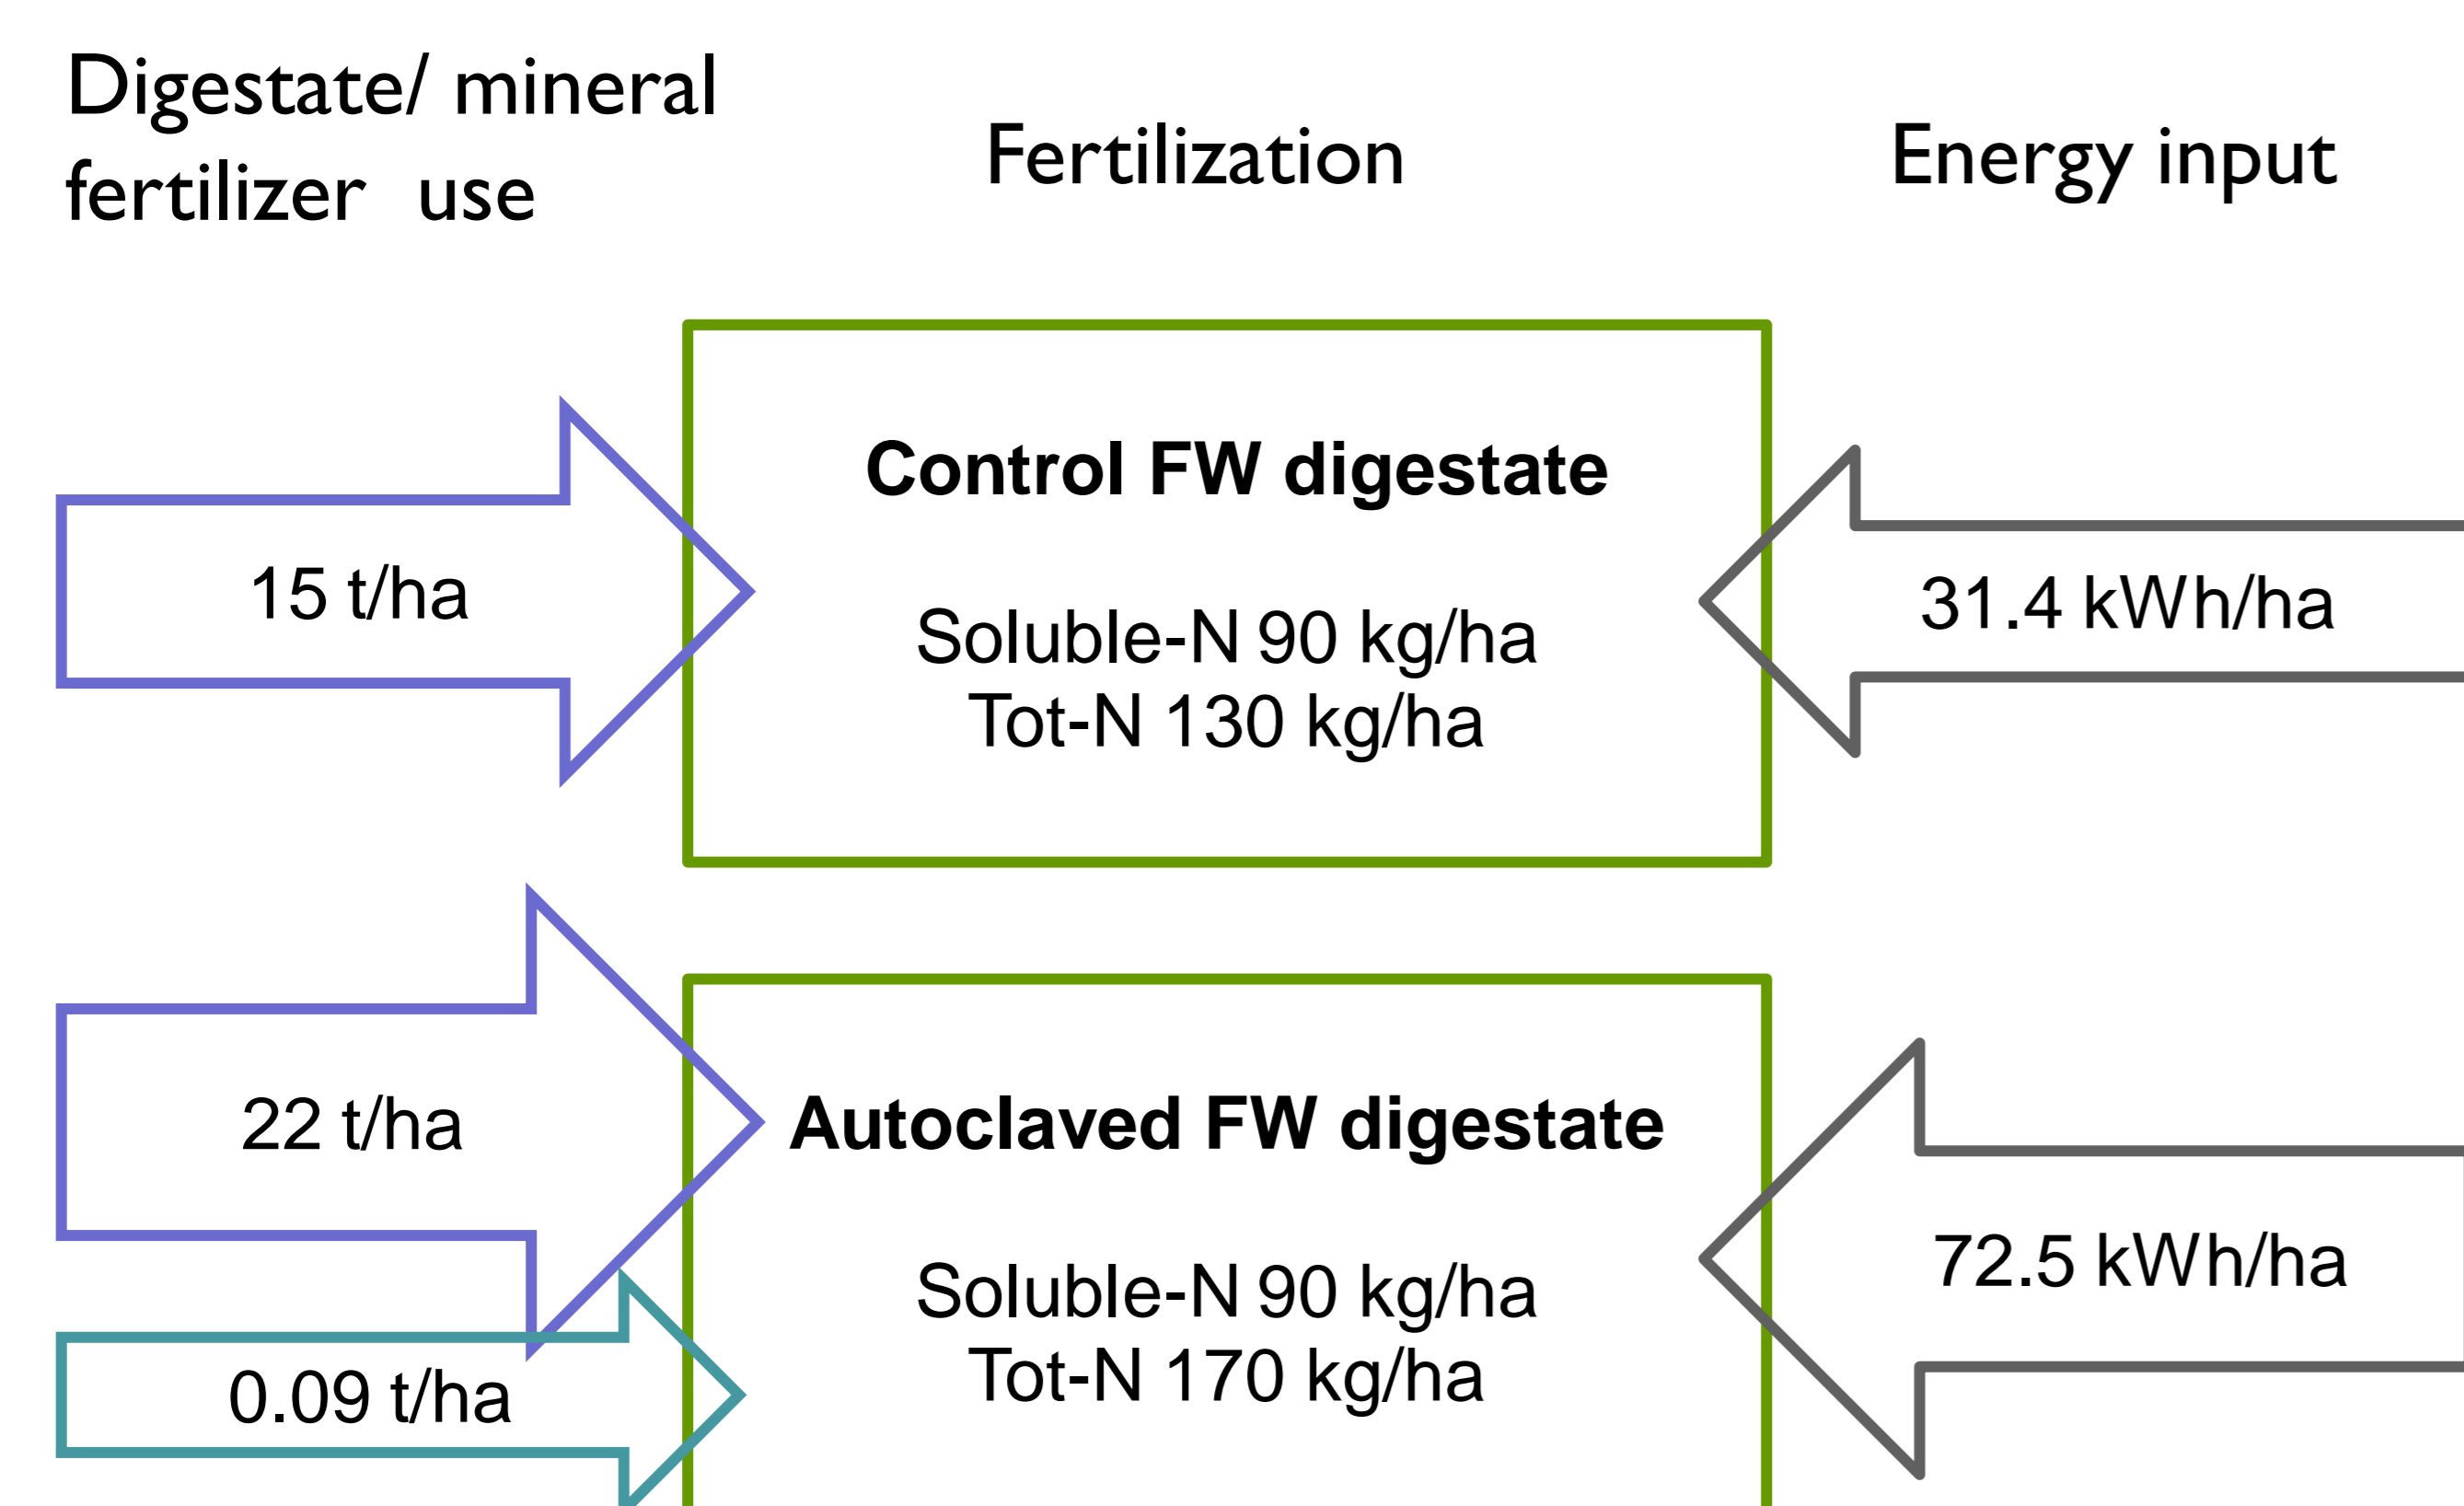 Digestate/ mineral
fertilizer use
Fertilization
Energy input
15 t/ha
Control FW digestate
Soluble-N 90 kg/ha
Tot-N 130 kg/ha
31.4 kWh/ha
22 t/ha
0.09 t/ha
Autoclaved FW digestate
Soluble-N 90 kg/ha
Tot-N 170 kg/ha
72.5 kWh/ha